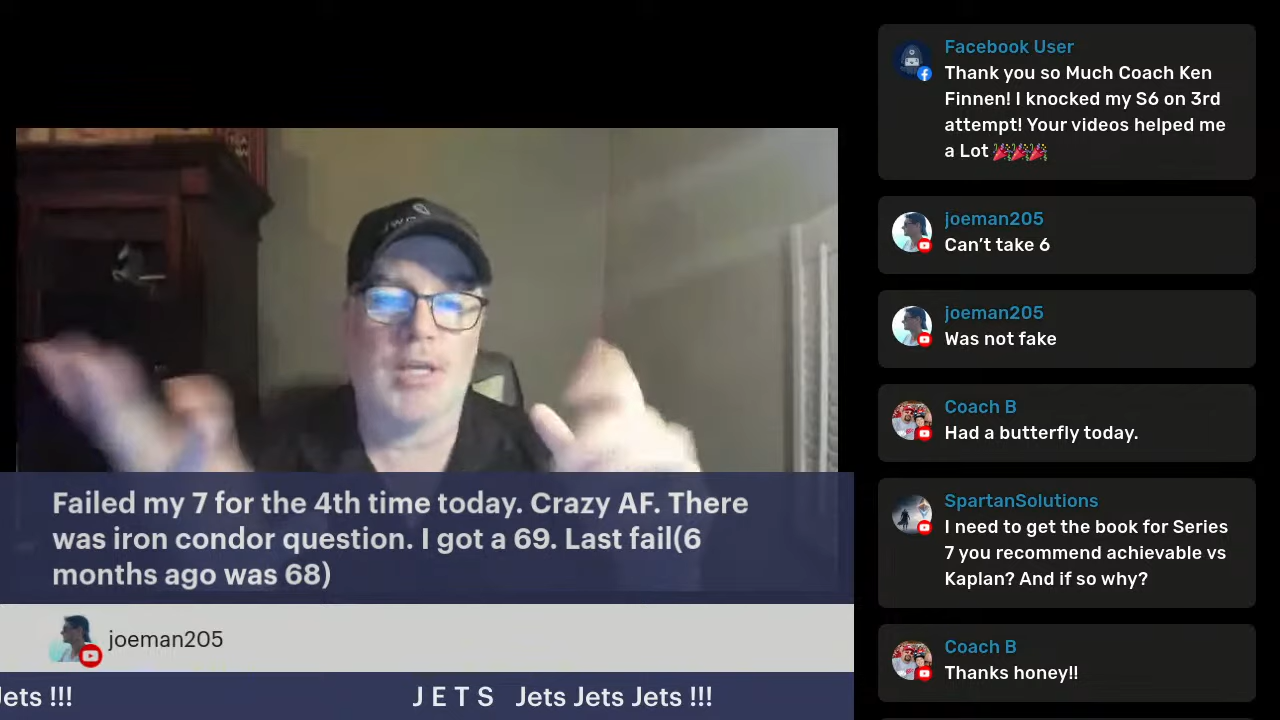 Facebook User
Thank you so Much Coach Ken
Finnen! I knocked my S6 on 3rd
attempt! Your videos helped me
a Lot 🎉🎉🎉
joeman205
Can’t take 6
joeman205
Was not fake
Coach B
Had a butterfly today.
SpartanSolutions
I need to get the book for Series
7 you recommend achievable vs
Kaplan? And if so why?
Coach B
Thanks honey!!
Failed my 7 for the 4th time today. Crazy AF. There
was iron condor question. I got a 69. Last fail(6
months ago was 68)
joeman205
Jets !!! J E T S Jets Jets Jets !!!